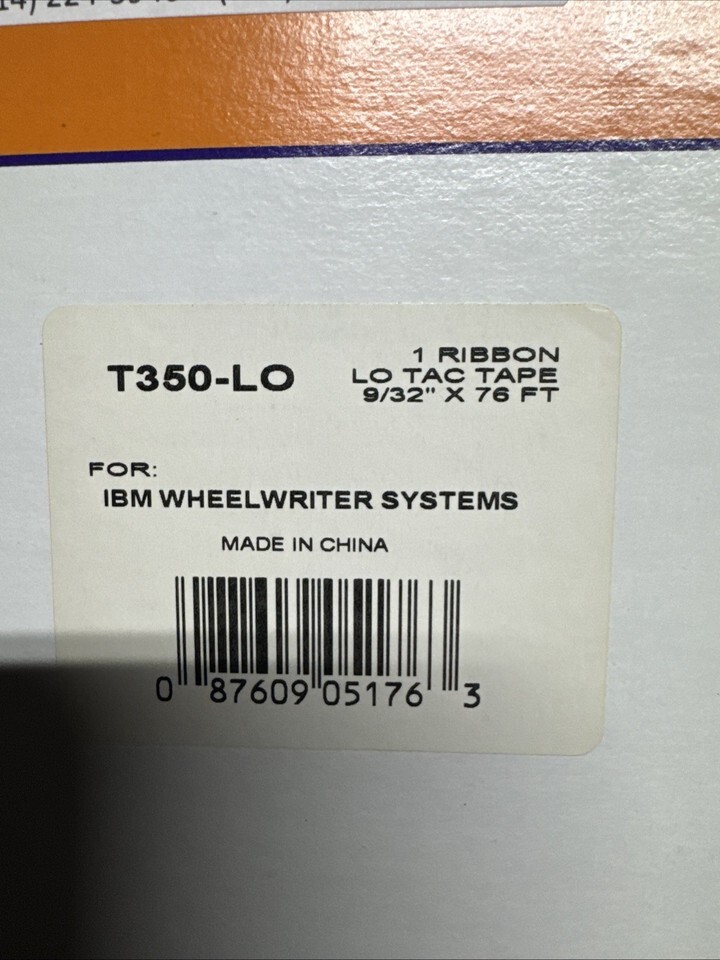 T350-LO
1 RIBBON
LO TAC TAPE
9/32" X 76 FT
FOR:
IBM WHEELWRITER SYSTEMS
MADE IN CHINA
0 87609 05176 3